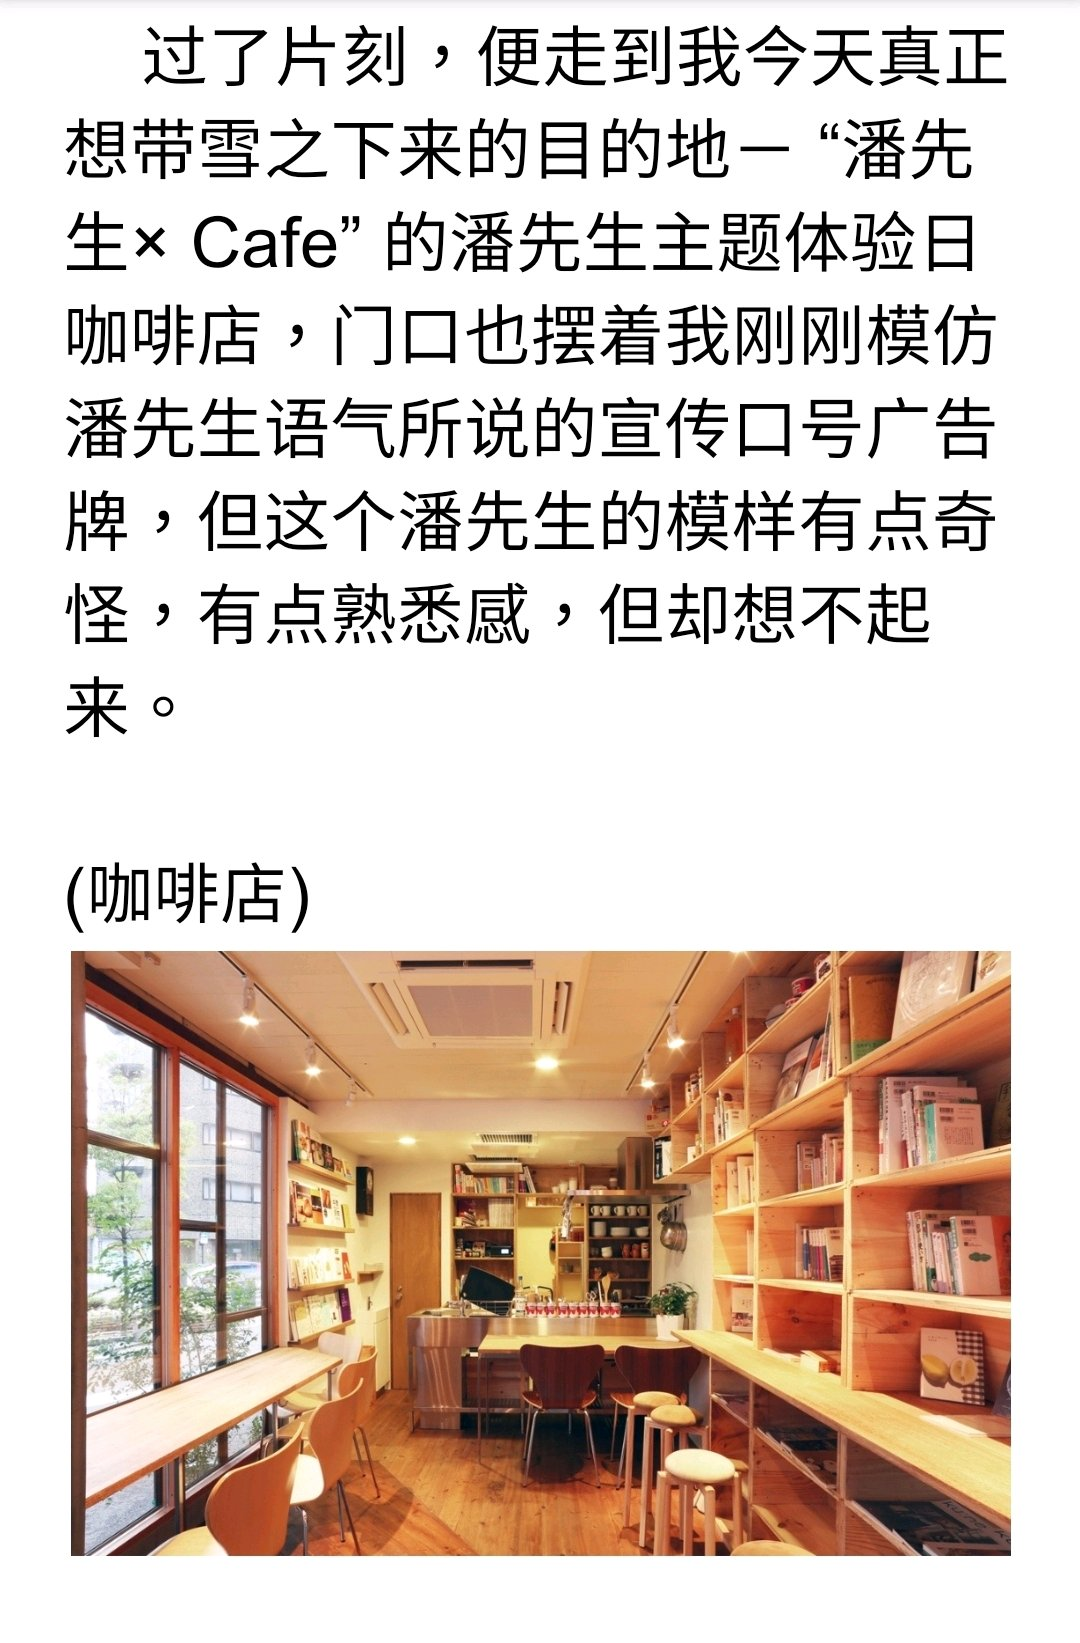 过了片刻，便走到我今天真正
想带雪之下来的目的地－ “潘先
生× Cafe” 的潘先生主题体验日
咖啡店，门口也摆着我刚刚模仿
潘先生语气所说的宣传口号广告
牌，但这个潘先生的模样有点奇
怪，有点熟悉感，但却想不起
来。
(咖啡店)